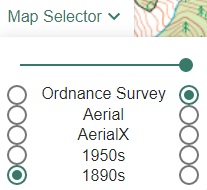 Map Selector
Ordnance Survey
Aerial
AerialX
1950s
1890s